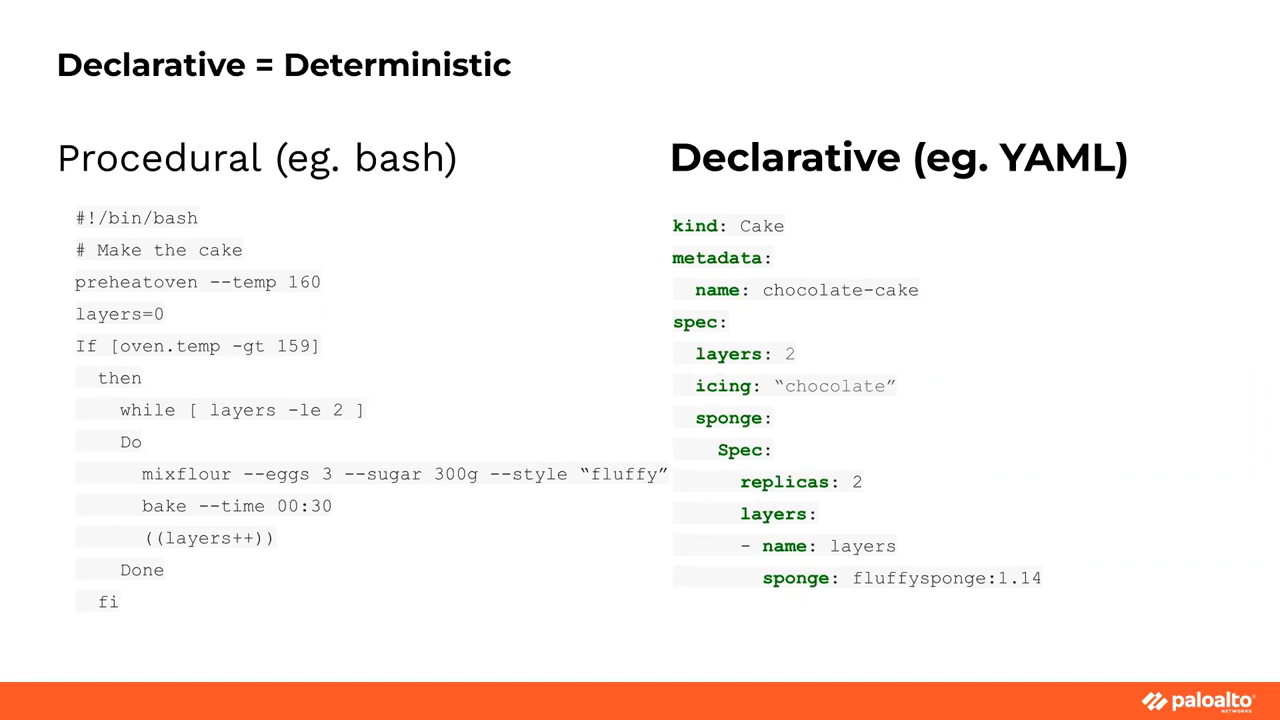 Declarative = Deterministic
Procedural (eg. bash)
#!/bin/bash
# Make the cake
preheatoven --temp 160
layers=0
If [oven.temp -gt 159]
then
while [ layers -le 2 ]
Do
mixflour --eggs 3 --sugar 300g --style “fluffy”
bake --time 00:30
((layers++))
Done
fi
Declarative (eg. YAML)
kind: Cake
metadata:
name: chocolate-cake
spec:
layers: 2
icing: “chocolate”
sponge:
Spec:
replicas: 2
layers:
- name: layers
sponge: fluffysponge:1.14
paloalto
NETWORKS